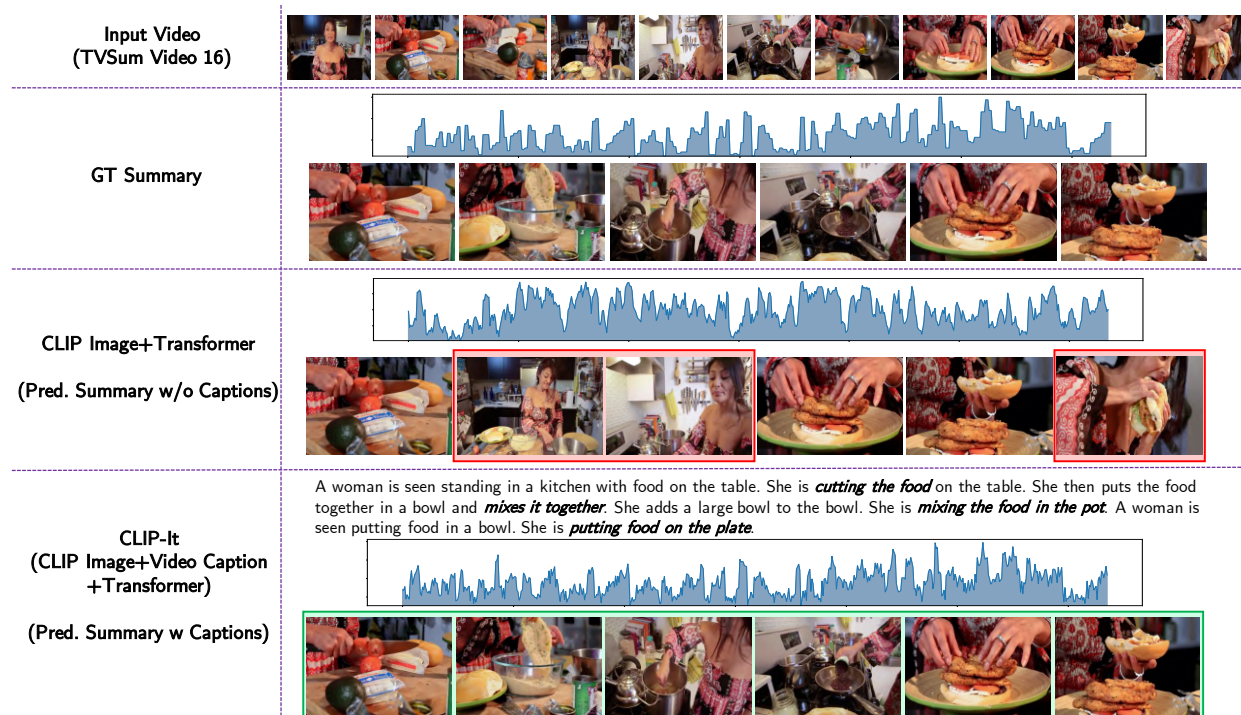 Input Video
(TVSum Video 16)
GT Summary
CLIP Image+Transformer
(Pred. Summary w/o Captions)
A woman is seen standing in a kitchen with food on the table. She is cutting the food on the table. She then puts the food
together in a bowl and mixes it together. She adds a large bowl to the bowl. She is mixing the food in the pot. A woman is
seen putting food in a bowl. She is putting food on the plate.
CLIP-It
(CLIP Image+Video Caption
+Transformer)
(Pred. Summary w Captions)